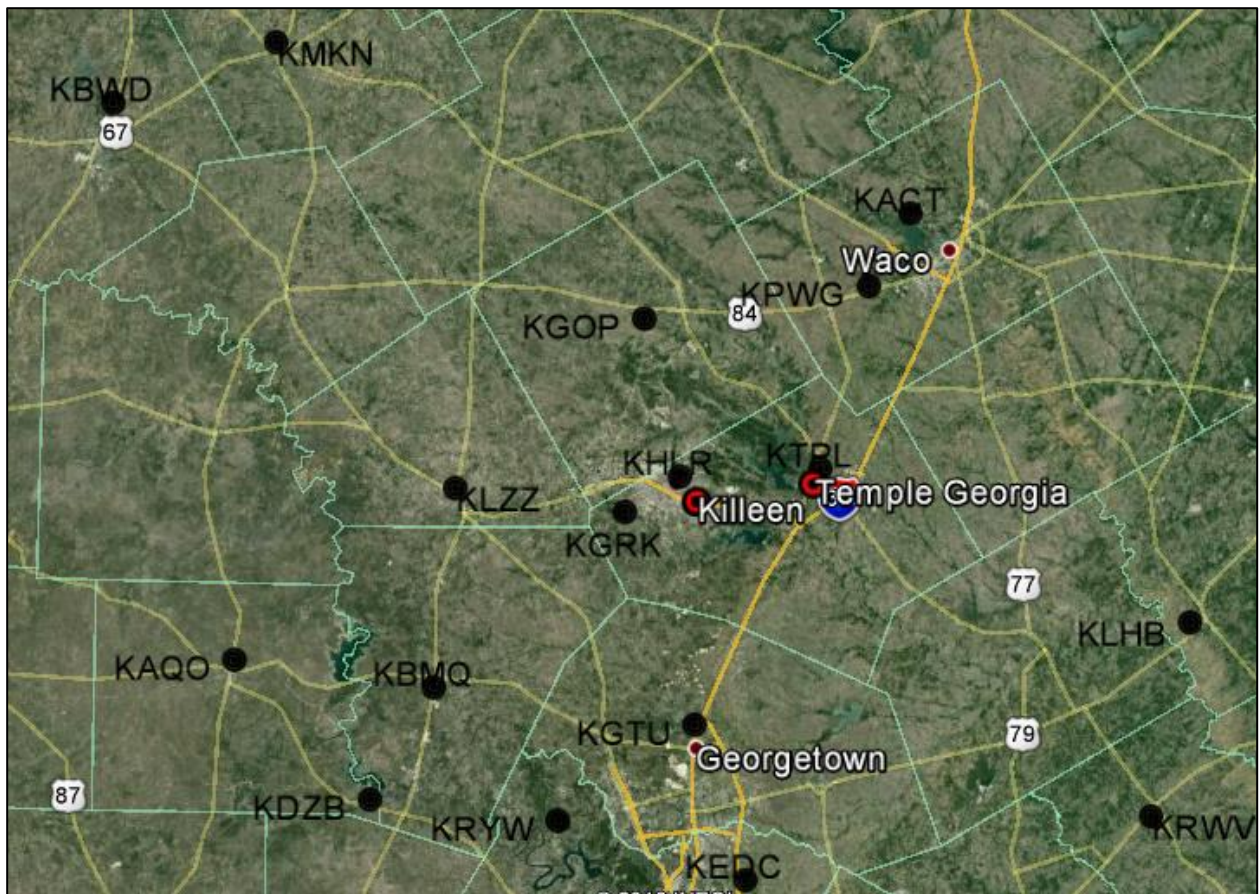 KMKN
KBWD
67
KACT
Waco
KPWG
84
KGOP
KHLR
KTPL
Temple Georgia
KLZZ
Killeen
KGRK
77
KLHB
KAQO
KBMQ
KGTU
79
Georgetown
87
KDZB
KRYW
KRWV
KEDC